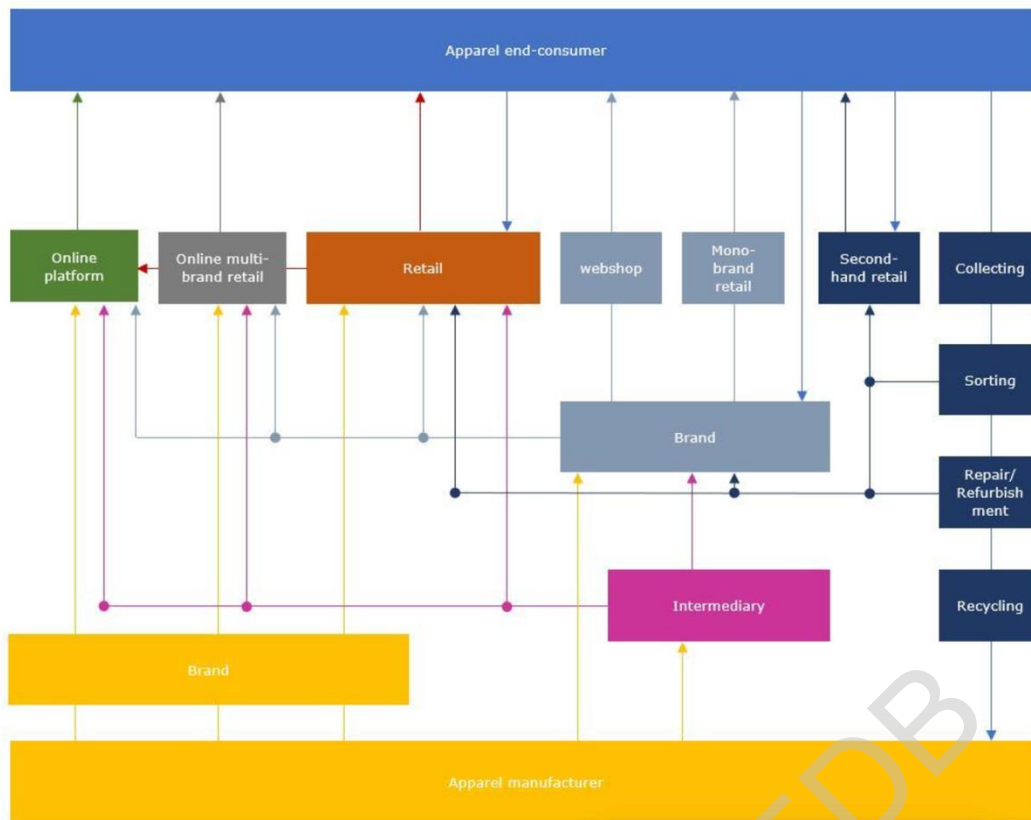 Apparel end-consumer
Online
platform
Online multi-
brand retail
Retail
webshop
Mono-
brand
retail
Second-
hand retail
Collecting
Sorting
Brand
Repair/
Refurbish
ment
Intermediary
Recycling
Brand
Apparel manufacturer